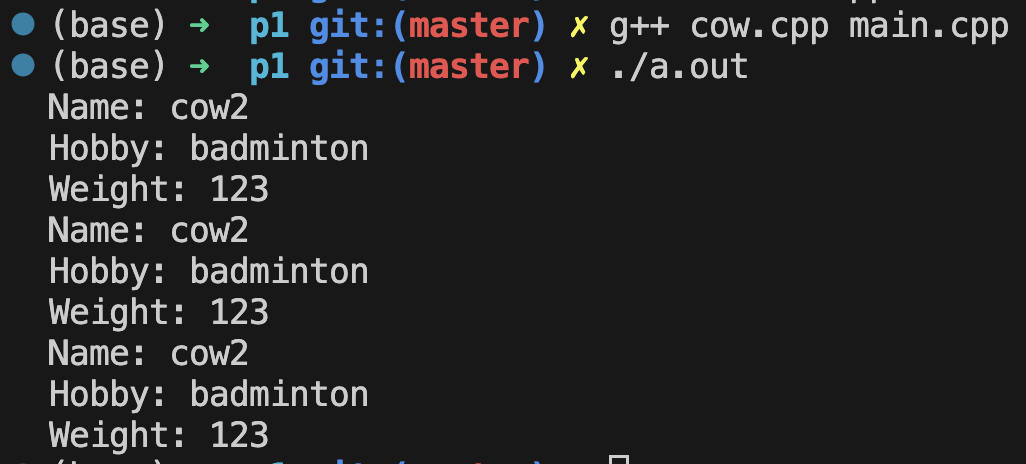 (base) ➜ p1 git:(master) ✗ g++ cow.cpp main.cpp
(base) ➜ p1 git:(master) ✗ ./a.out
Name: cow2
Hobby: badminton
Weight: 123
Name: cow2
Hobby: badminton
Weight: 123
Name: cow2
Hobby: badminton
Weight: 123